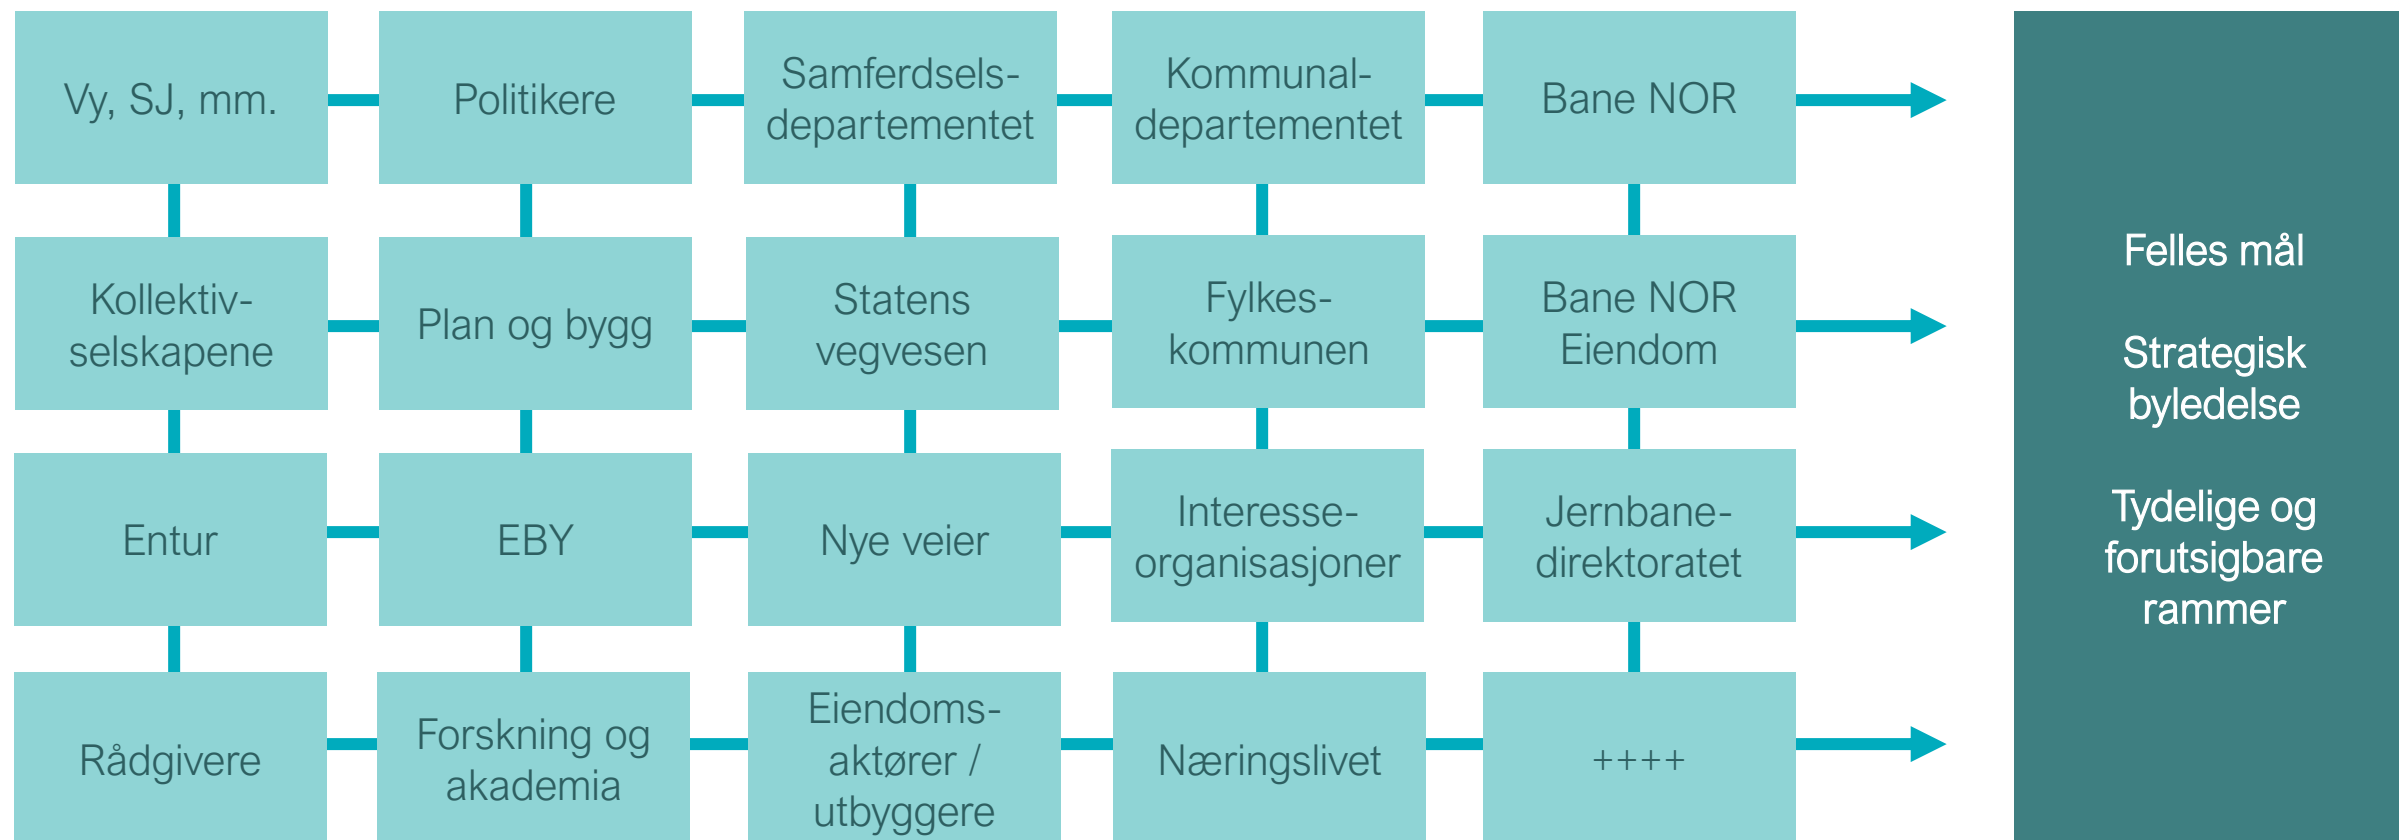 Vy, SJ, mm.
Politikere
Samferdsels-
departementet
Kommunal-
departementet
Bane NOR
Kollektiv-
selskapene
Plan og bygg
Statens
vegvesen
Fylkes-
kommunen
Bane NOR
Eiendom
Entur
EBY
Nye veier
Interesse-
organisasjoner
Jernbane-
direktoratet
Rådgivere
Forskning og
akademia
Eiendoms-
aktører /
utbyggere
Næringslivet
++++
Felles mål
Strategisk
byledelse
Tydelige og
forutsigbare
rammer